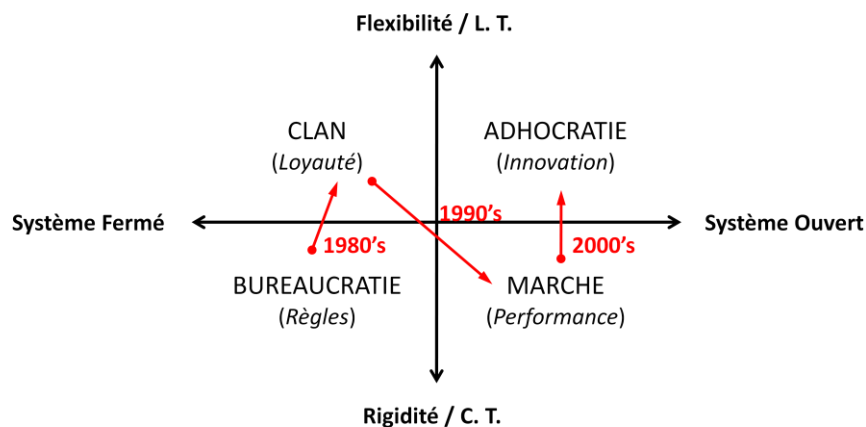 Flexibilité / L. T.
CLAN
(Loyauté)
ADHOCRATIE
(Innovation)
1990's
Système Fermé
Système Ouvert
1980's
2000's
BUREAUCRATIE
(Règles)
MARCHE
(Performance)
Rigidité / C. T.